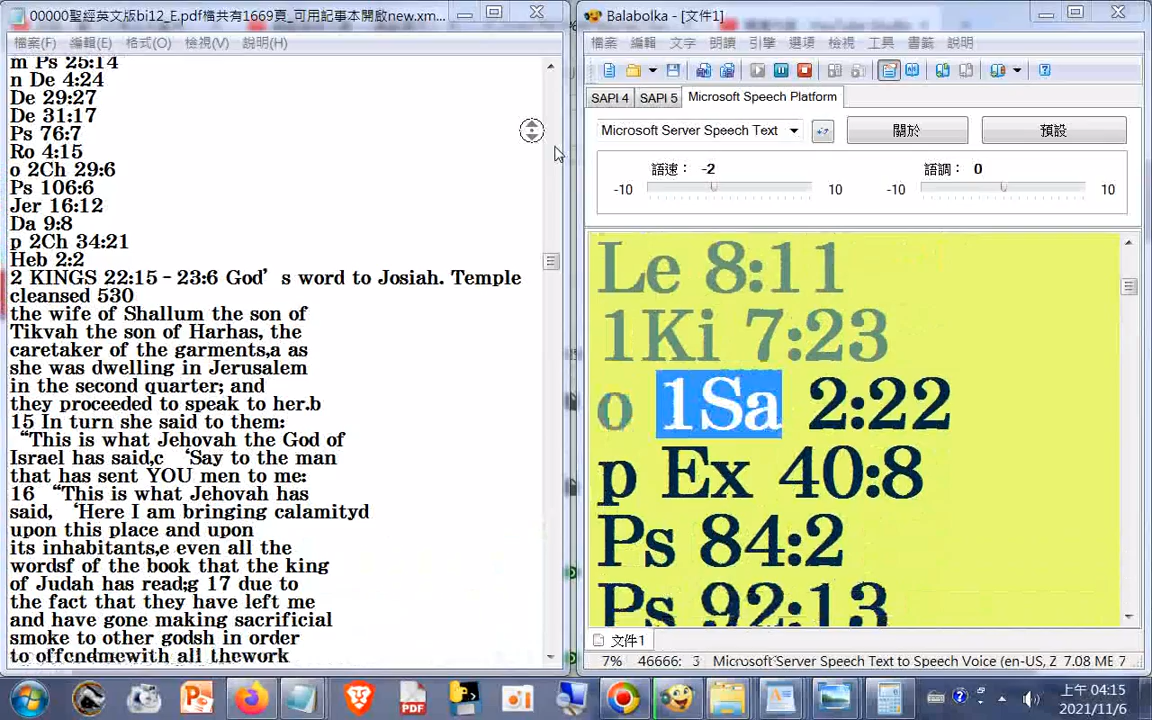 00000聖經英文版bi12_E.pdf檔共有1669頁_可用記事本開啟new.xm...
檔案(F) 編輯(E) 格式(O) 檢視(V) 說明(H)
m Ps 25:14
n De 4:24
De 29:27
De 31:17
Ps 76:7
Ro 4:15
o 2Ch 29:6
Ps 106:6
Jer 16:12
Da 9:8
p 2Ch 34:21
Heb 2:2
2 KINGS 22:15–23:6 God’s word to Josiah. Temple
cleansed 530
the wife of Shallum the son of
Tikvah the son of Harhas, the
caretaker of the garments,a as
she was dwelling in Jerusalem
in the second quarter; and
they proceeded to speak to her.b
15 In turn she said to them:
“This is what Jehovah the God of
Israel has said,c ‘Say to the man
that has sent YOU men to me:
16 “This is what Jehovah has
said, ‘Here I am bringing calamityd
upon this place and upon
its inhabitants,e even all the
wordsf of the book that the king
of Judah has read;g 17 due to
the fact that they have left me
and have gone making sacrificial
smoke to other godsh in order
to offendmewith all thework
Balabolka - [文件1]
檔案 編輯 文字 朗讀 引擎 選項 檢視 工具 書籤 說明
SAPI 4 SAPI 5 Microsoft Speech Platform
Microsoft Server Speech Text 關於 預設
語速： -2 語調： 0
-10 10 -10 10
Le 8:11
1Ki 7:23
o 1Sa 2:22
p Ex 40:8
Ps 84:2
Ps 92:13
文件1
7% 46666: 3 Microsoft Server Speech Text to Speech Voice (en-US, Z 7.08 MB 7
PDF
上午 04:15
2021/11/6